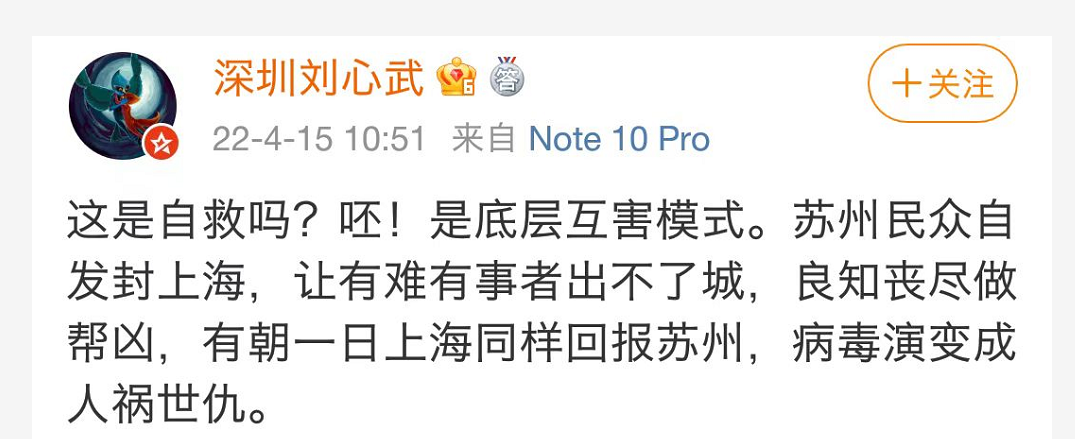 深圳刘心武 答
+关注
22-4-15 10:51 来自 Note 10 Pro
这是自救吗？呸！是底层互害模式。苏州民众自
发封上海，让有难有事者出不了城，良知丧尽做
帮凶，有朝一日上海同样回报苏州，病毒演变成
人祸世仇。